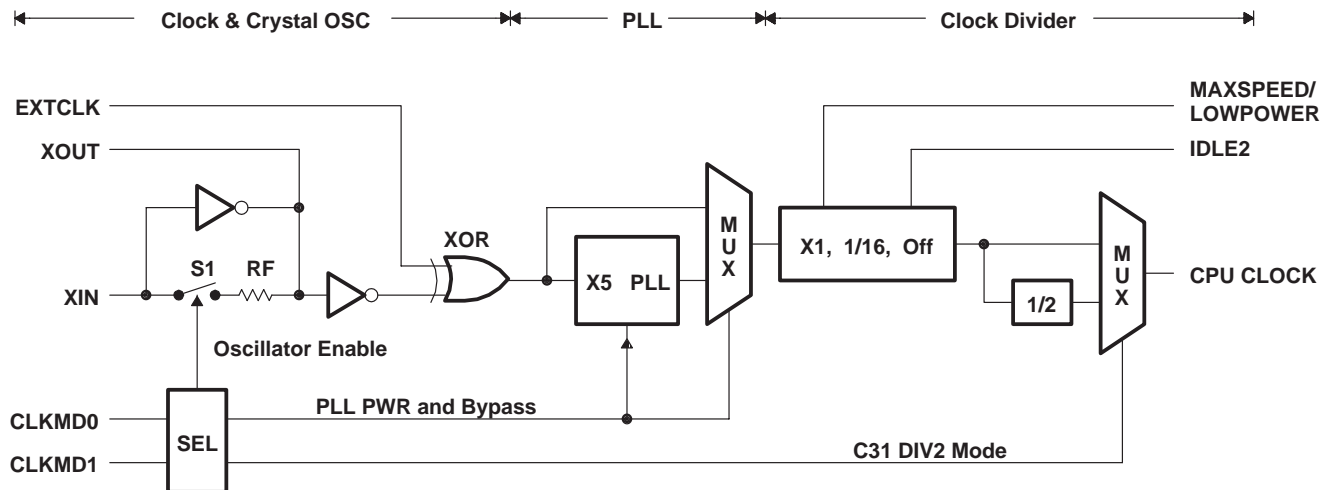 Clock & Crystal OSC
PLL
Clock Divider
EXTCLK
MAXSPEED/
LOWPOWER
XOUT
IDLE2
XOR
M
U
X
X1, 1/16, Off
M
U
X
S1
RF
X5 PLL
XIN
CPU CLOCK
1/2
Oscillator Enable
PLL PWR and Bypass
CLKMD0
SEL
C31 DIV2 Mode
CLKMD1